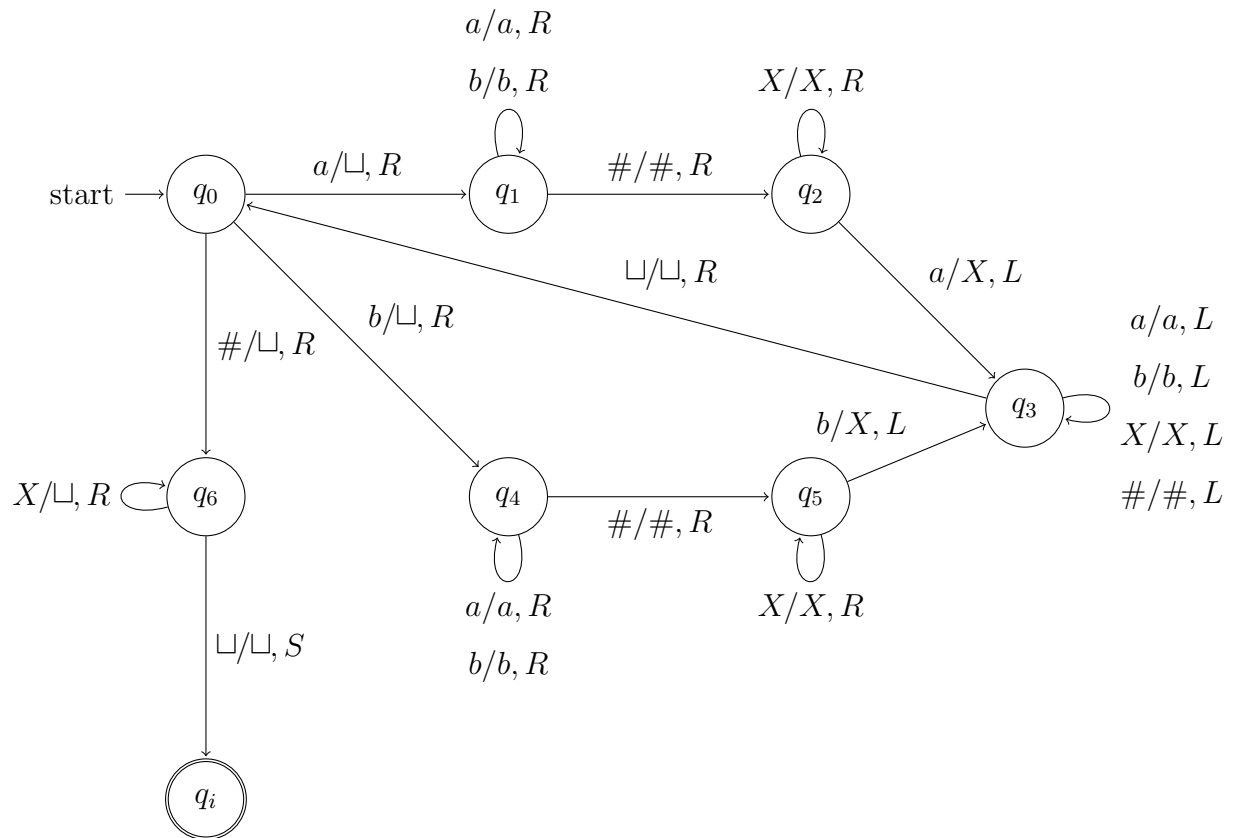 a/a, R
b/b, R
X/X, R
start
q₀
a/⊔, R
q₁
#/#, R
q₂
⊔/⊔, R
a/X, L
b/⊔, R
#/⊔, R
a/a, L
b/b, L
X/X, L
#/#, L
q₃
b/X, L
X/⊔, R
q₆
q₄
#/#, R
q₅
a/a, R
b/b, R
X/X, R
⊔/⊔, S
qᵢ